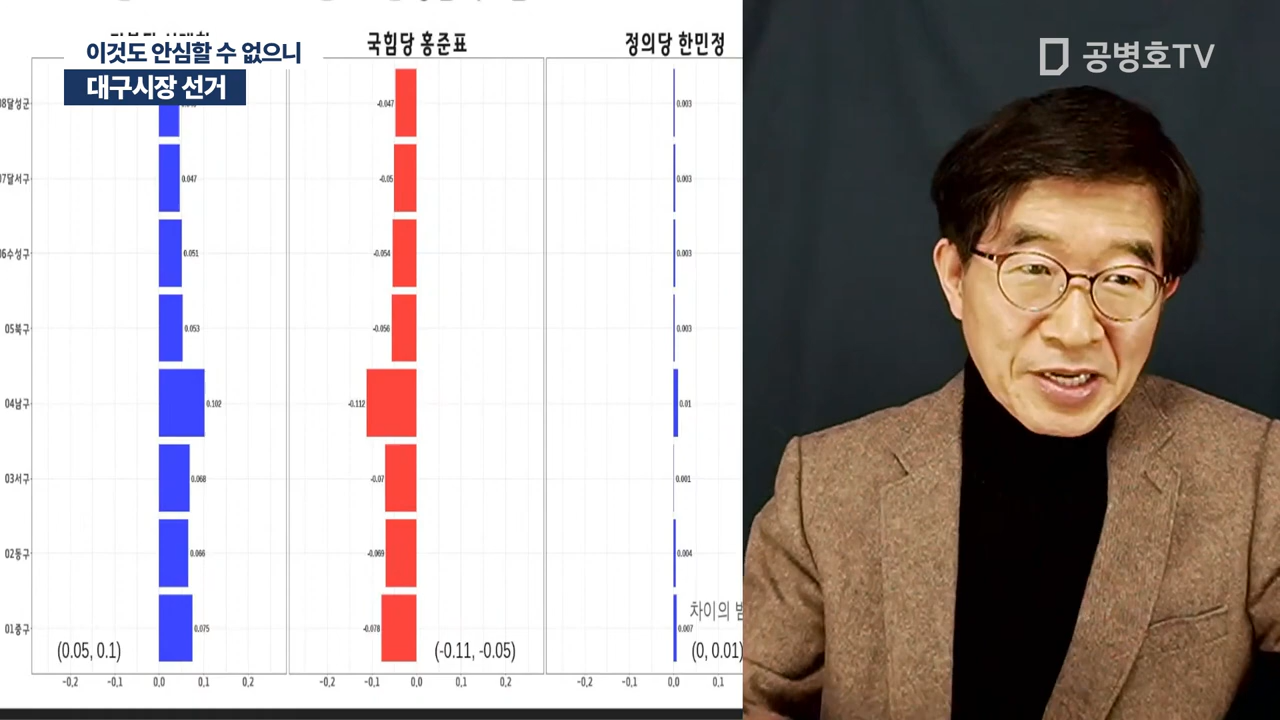 이것도 안심할 수 없으니
대구시장 선거
공병호TV
국힘당 홍준표
정의당 한민정
08달성군
-0.047
0.003
07달서구
0.047
-0.05
0.003
06수성구
0.051
-0.054
0.003
05북구
0.053
-0.056
0.003
04남구
0.102
-0.112
0.01
03서구
0.068
-0.07
0.001
02동구
0.066
-0.069
0.004
01중구
0.075
-0.078
0.007
차이의
(0.05, 0.1)
(-0.11, -0.05)
(0, 0.01)
-0,2 -0,1 0,0 0,1 0,2
-0,2 -0,1 0,0 0,1 0,2
-0,2 -0,1 0,0 0,1